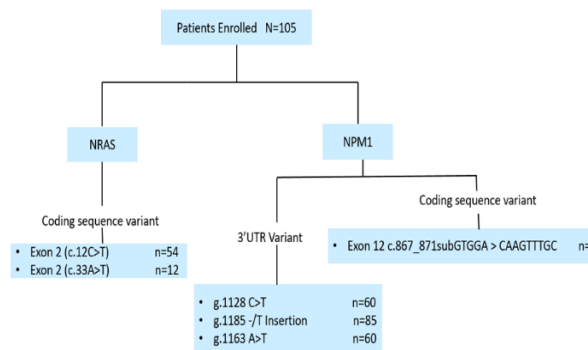 Patients Enrolled N=105
NRAS
NPM1
Coding sequence variant
Coding sequence variant
3'UTR Variant
• Exon 2 (c.12C>T) n=54
• Exon 2 (c.33A>T) n=12
• Exon 12 c.867_871subGTGGA > CAAGTTTGC n=
• g.1128 C>T n=60
• g.1185 -/T Insertion n=85
• g.1163 A>T n=60